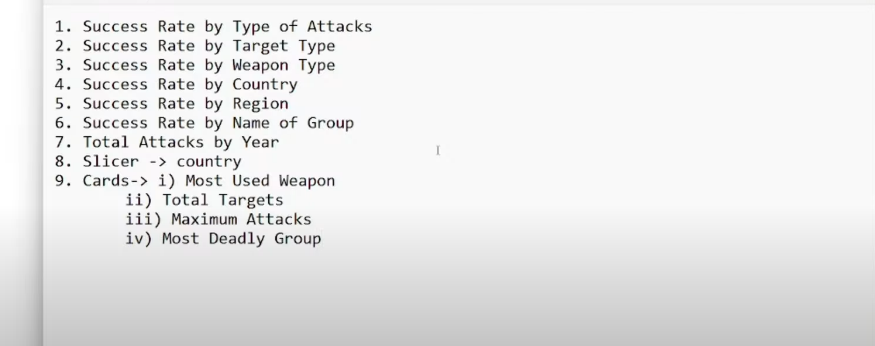 1. Success Rate by Type of Attacks
2. Success Rate by Target Type
3. Success Rate by Weapon Type
4. Success Rate by Country
5. Success Rate by Region
6. Success Rate by Name of Group
7. Total Attacks by Year
8. Slicer -> country
9. Cards-> i) Most Used Weapon
ii) Total Targets
iii) Maximum Attacks
iv) Most Deadly Group